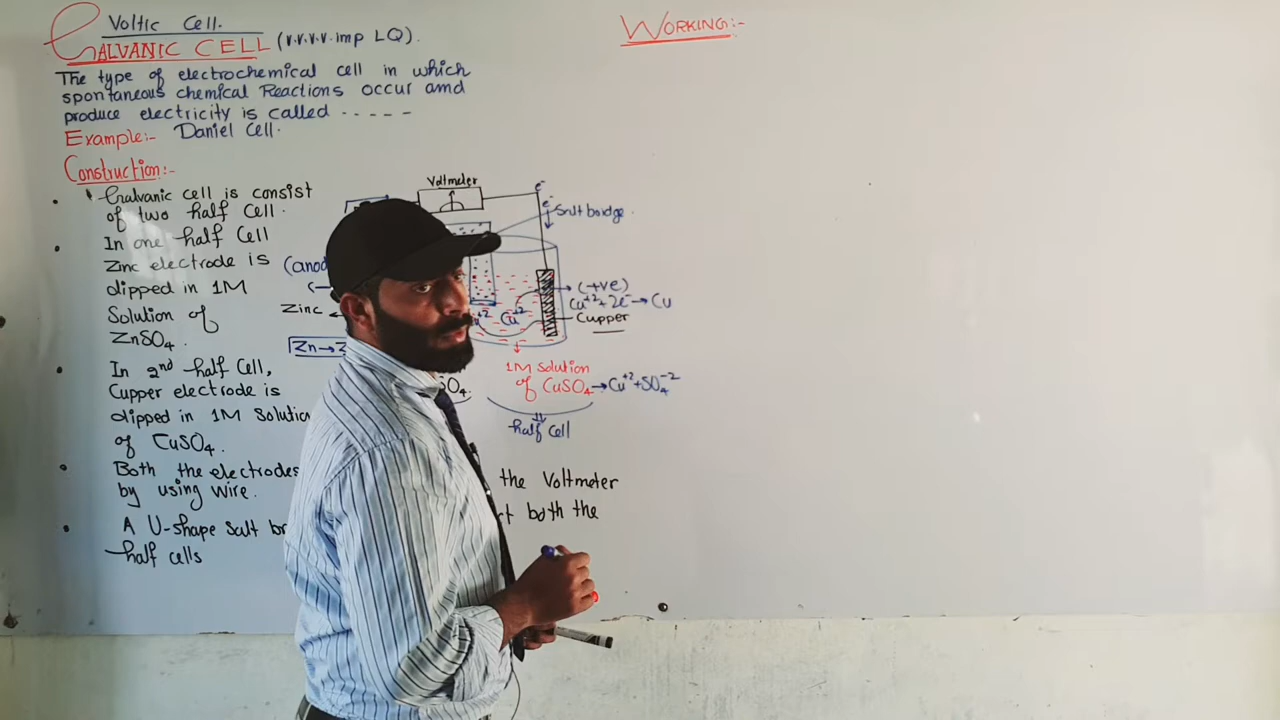 Voltic Cell.
GALVANIC CELL (v.v.v.v.imp LQ).
The type of electrochemical cell in which
spontaneous chemical Reactions occur and
produce electricity is called -----
Example:- Daniel Cell.
Construction:-
Galvanic cell is consist
of two half Cell.
In one half Cell
Zinc electrode is
dipped in 1M
Solution of
ZnSO4.
In 2nd half Cell,
Cupper electrode is
dipped in 1M Solution
of CuSO4.
Both the electrodes
by using wire.
A U-shape Salt
half cells
the Voltmeter
both the
Voltmeter
e-
e-
Salt bridge.
(+ve)
Cu+2+2e-→Cu
Cupper
Cu+2
Zinc
Zn→
1M Solution
of CuSO4→Cu+2+SO4-2
half Cell
WORKING:-